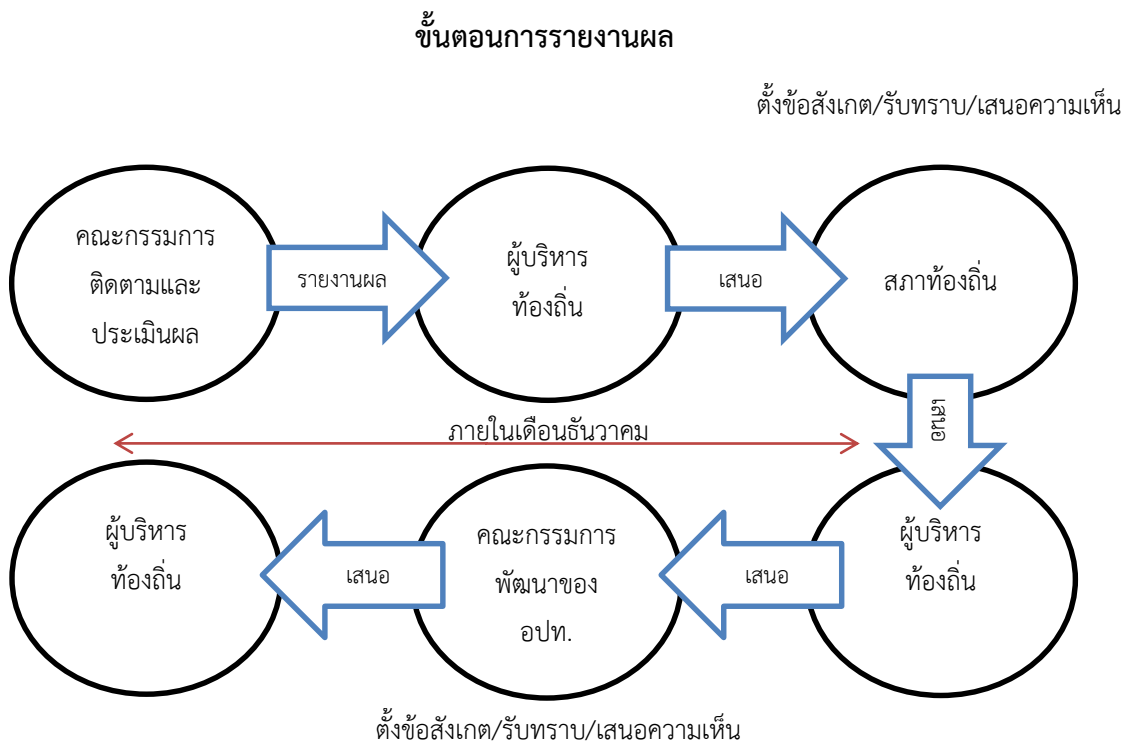 ขั้นตอนการรายงานผล
ตั้งข้อสังเกต/รับทราบ/เสนอความเห็น
คณะกรรมการ
ติดตามและ
ประเมินผล
รายงานผล
ผู้บริหาร
ท้องถิ่น
เสนอ
สภาท้องถิ่น
เสนอ
ภายในเดือนธันวาคม
ผู้บริหาร
ท้องถิ่น
เสนอ
คณะกรรมการ
พัฒนาของ
อปท.
เสนอ
ผู้บริหาร
ท้องถิ่น
ตั้งข้อสังเกต/รับทราบ/เสนอความเห็น